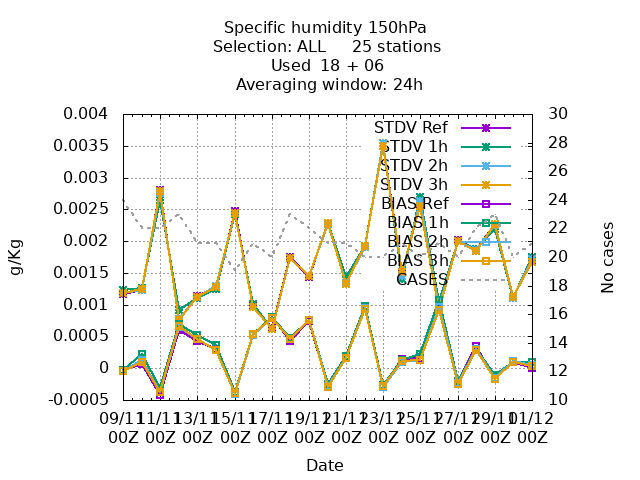 Specific humidity 150hPa
Selection: ALL 25 stations
Used 18 + 06
Averaging window: 24h
0.004
0.0035
0.003
0.0025
0.002
0.0015
0.001
0.0005
0
-0.0005
g/Kg
30
28
26
24
22
20
18
16
14
12
10
No cases
STDV Ref
STDV 1h
STDV 2h
STDV 3h
BIAS Ref
BIAS 1h
BIAS 2h
BIAS 3h
CASES
09/11 11/11 13/11 15/11 17/11 19/11 21/11 23/11 25/11 27/11 29/11 01/12
00Z 00Z 00Z 00Z 00Z 00Z 00Z 00Z 00Z 00Z 00Z 00Z
Date